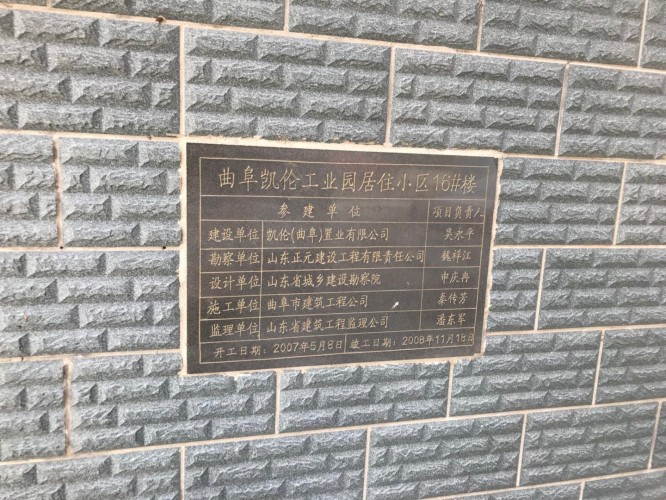 曲阜凯伦工业园居住小区16#楼
参建单位 项目负责人
建设单位 凯伦(曲阜)置业有限公司 吴永平
勘察单位 山东正元建设工程有限责任公司 魏祥江
设计单位 山东省城乡建设勘察院 申庆冉
施工单位 曲阜市建筑工程公司 秦传芳
监理单位 山东省建筑工程监理公司 潘东军
开工日期：2007年5月8日 竣工日期：2008年11月18日